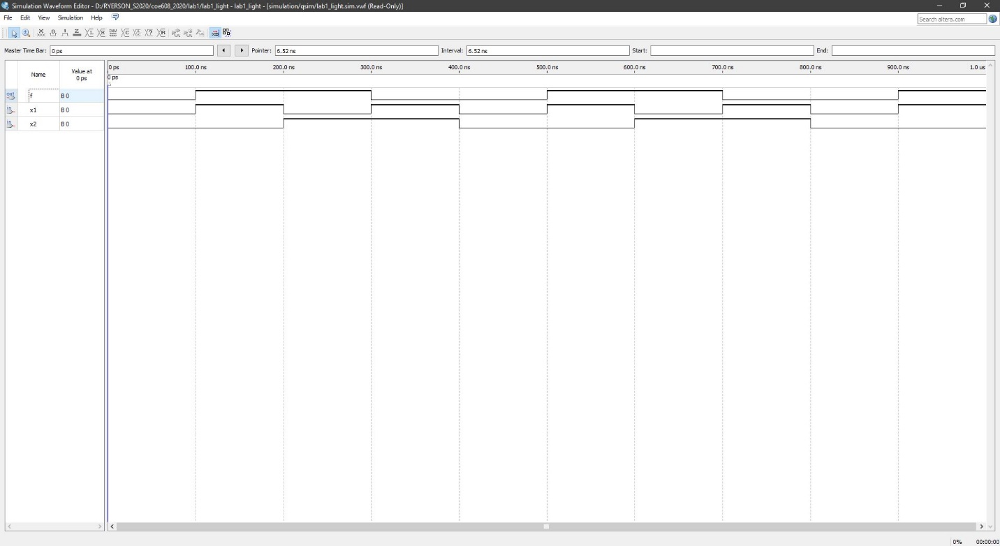 Simulation Waveform Editor - D:/RYERSON_S2020/coe608_2020/lab1/lab1_light - lab1_light - [simulation/qsim/lab1_light.sim.vwf (Read-Only)]
File Edit View Simulation Help
Search altera.com
Master Time Bar: 0 ps Pointer: 6.52 ns Interval: 6.52 ns Start: End:
Name Value at 0 ps
0 ps 100.0 ns 200.0 ns 300.0 ns 400.0 ns 500.0 ns 600.0 ns 700.0 ns 800.0 ns 900.0 ns 1.0 us
0 ps
f B 0
x1 B 0
x2 B 0
0% 00:00:00